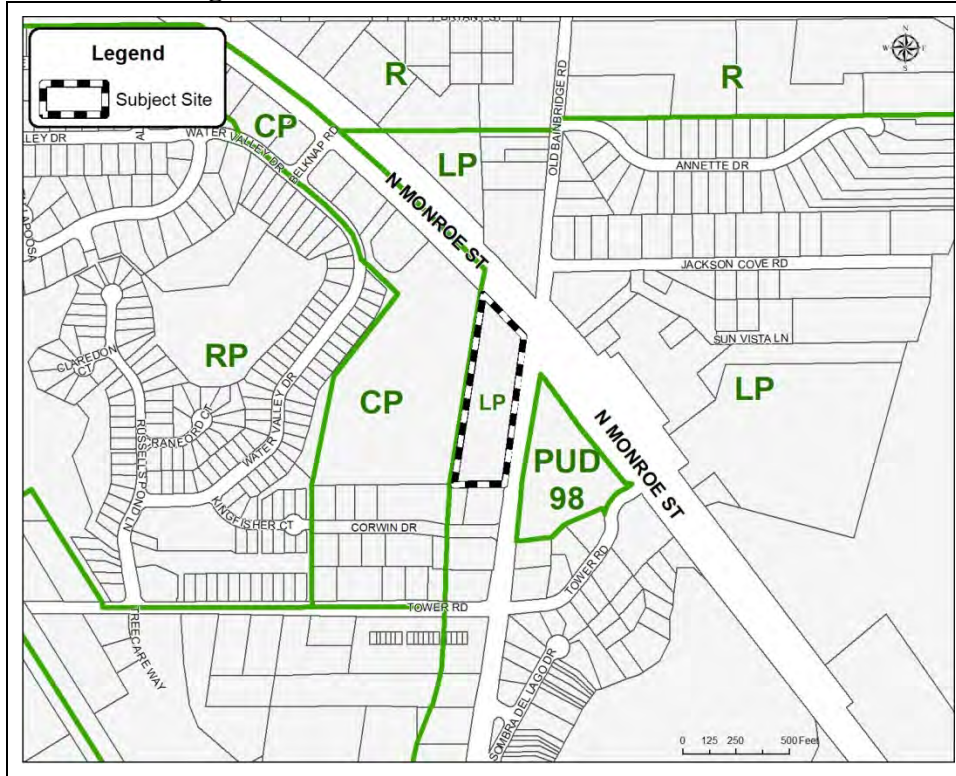 Legend
Subject Site
N
W
E
S
R
R
CP
LP
OLD BAINBRIDGE RD
WATER VALLEY DR
BELKNAP RD
ANNETTE DR
N MONROE ST
JACKSON COVE RD
SUN VISTA LN
RP
CLAREDON CT
CP
LP
LP
WATER VALLEY DR
RUSSELLS POND LN
PUD
98
N MONROE ST
KINGFISHER CT
CORWIN DR
TOWER RD
TOWER RD
TREECARE WAY
SOMBRA DEL LAGO DR
0 125 250 500 Feet